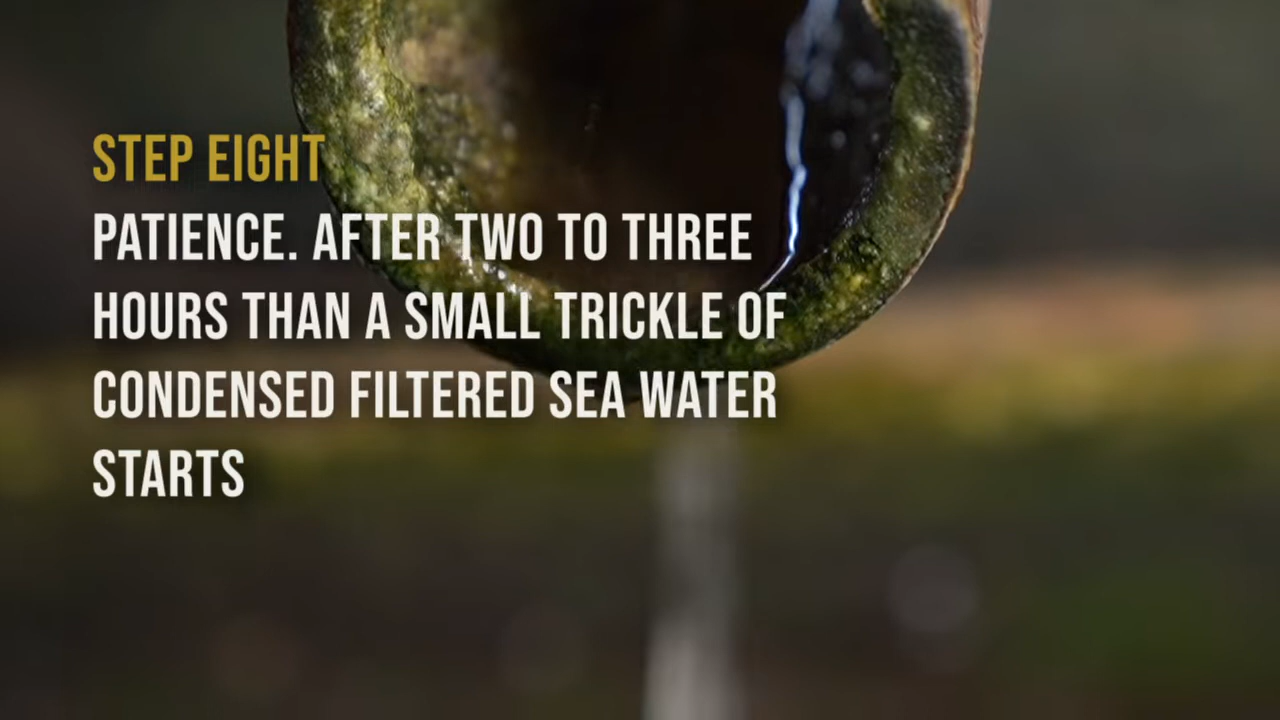 STEP EIGHT
PATIENCE. AFTER TWO TO THREE
HOURS THAN A SMALL TRICKLE OF
CONDENSED FILTERED SEA WATER
STARTS